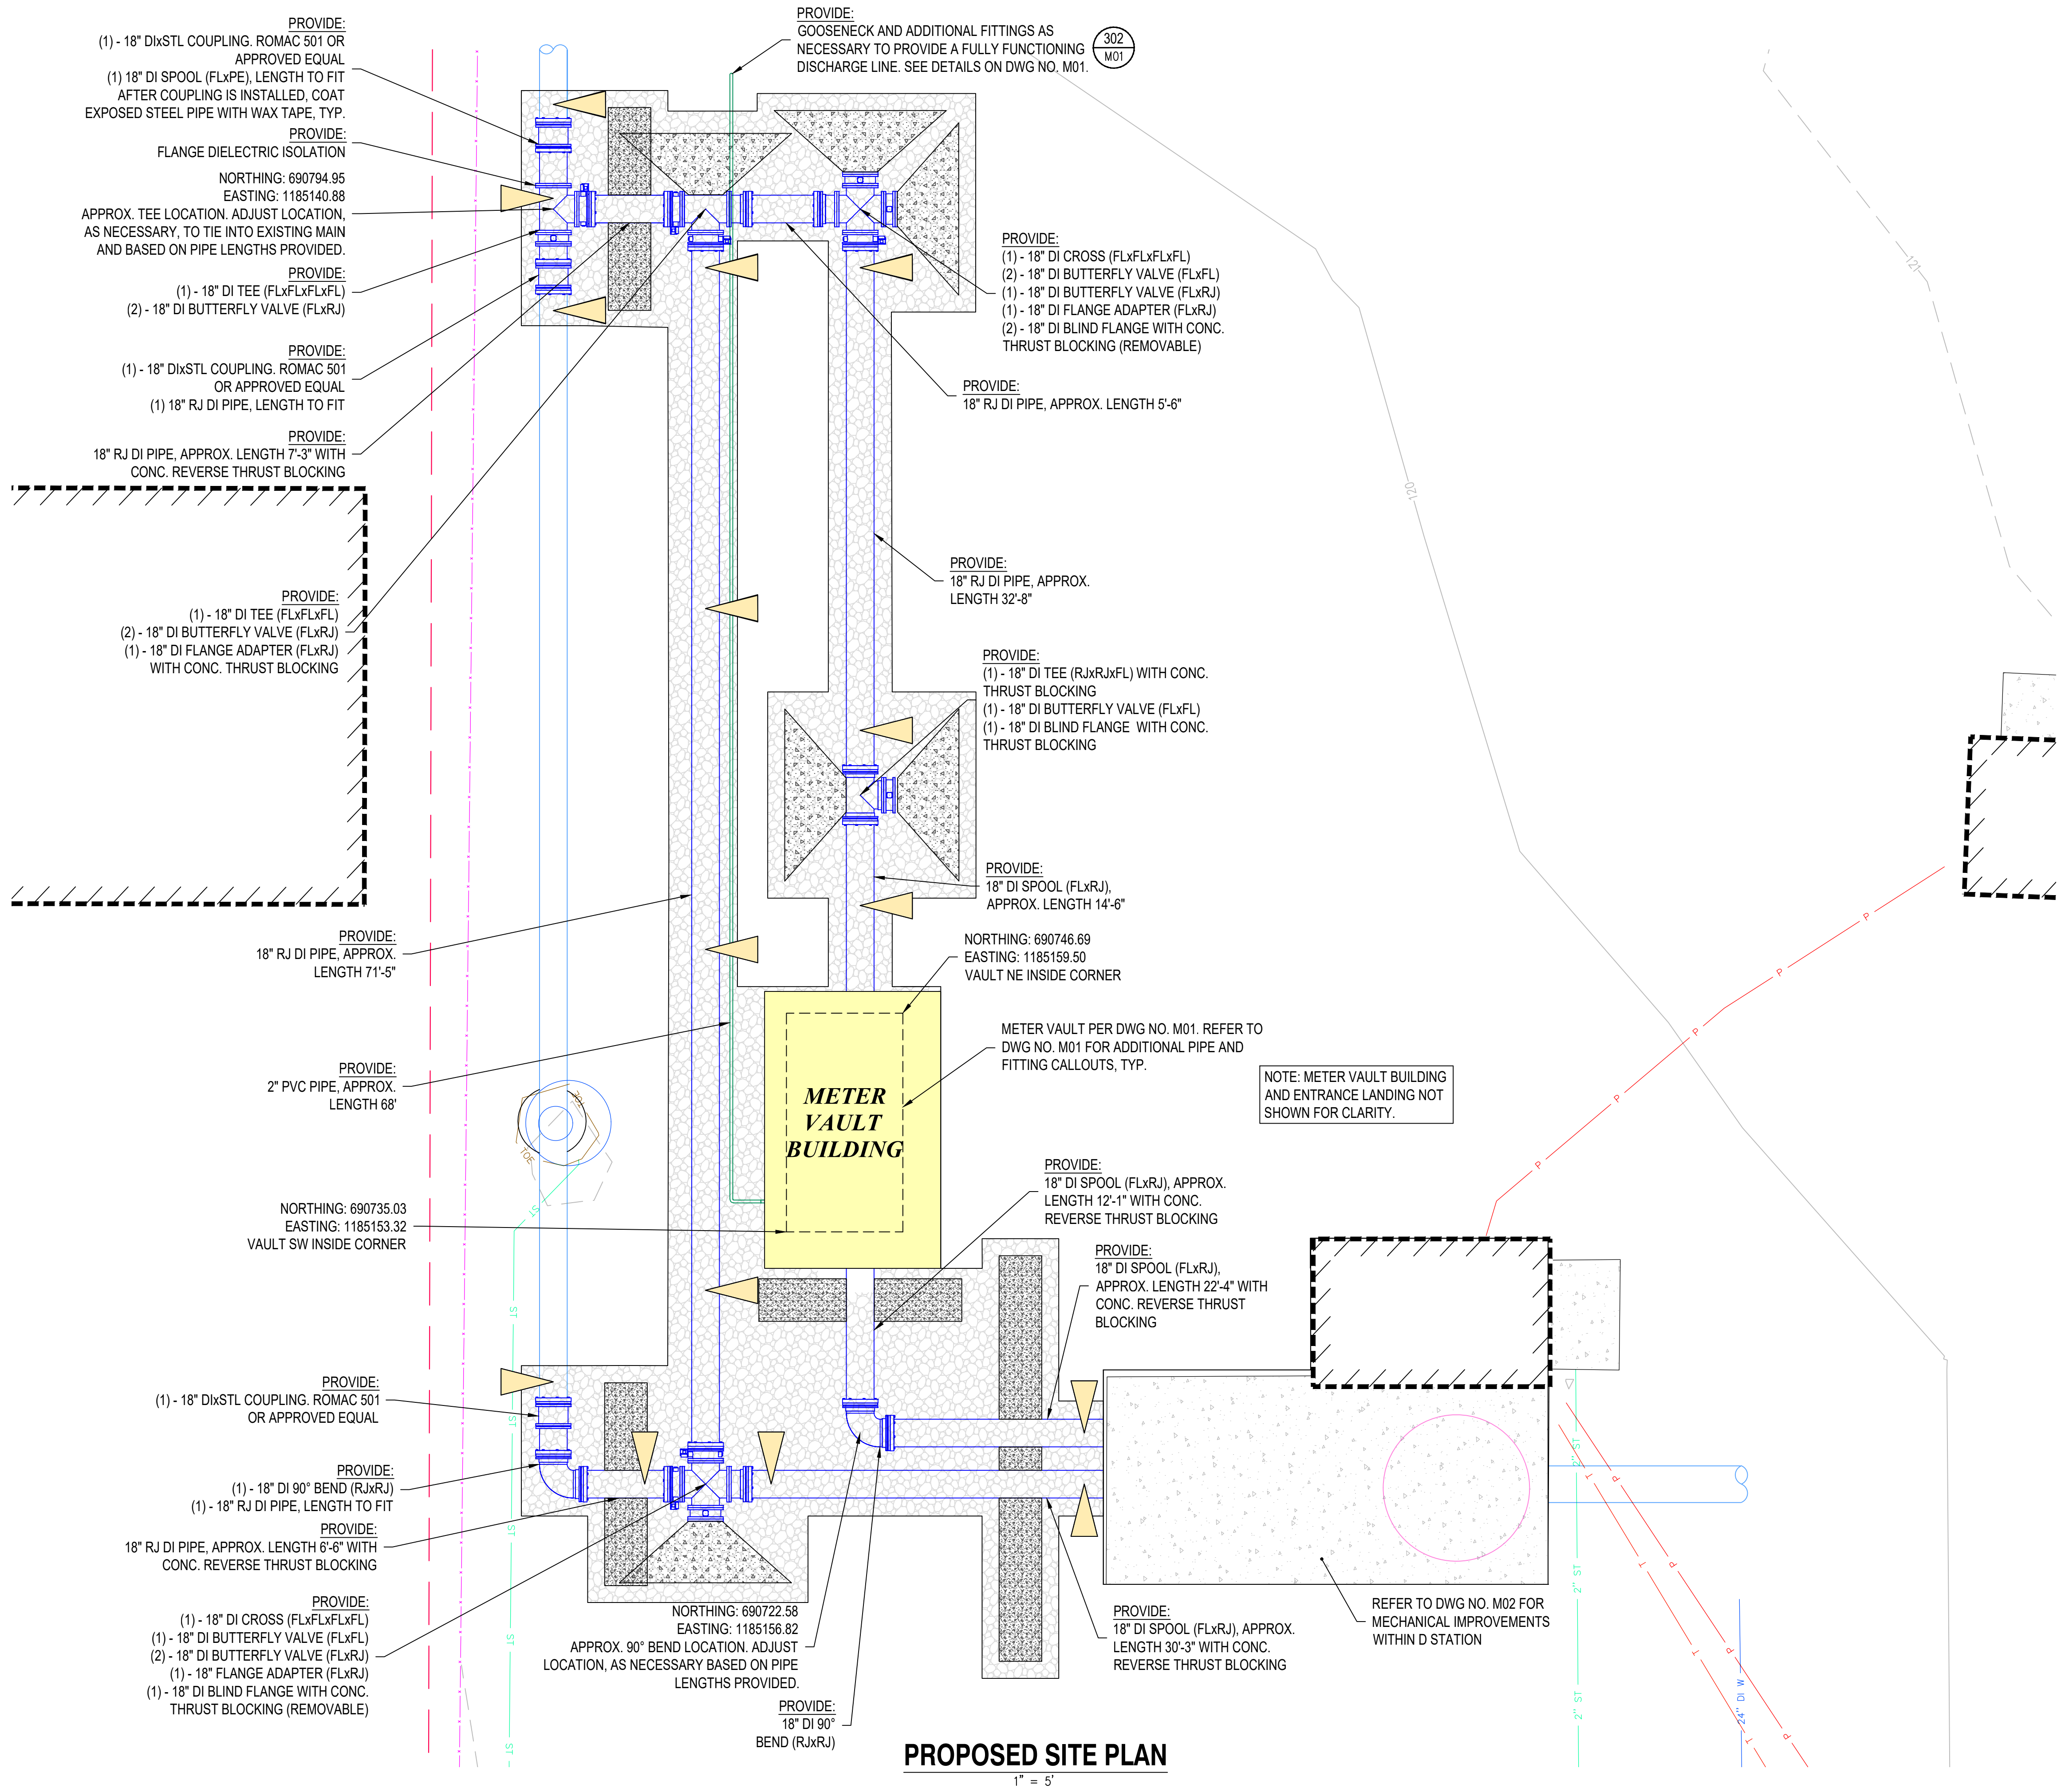 PROVIDE:
(1) - 18" DIxSTL COUPLING. ROMAC 501 OR
APPROVED EQUAL
(1) 18" DI SPOOL (FLxPE), LENGTH TO FIT
AFTER COUPLING IS INSTALLED, COAT
EXPOSED STEEL PIPE WITH WAX TAPE, TYP.
PROVIDE:
FLANGE DIELECTRIC ISOLATION
NORTHING: 690794.95
EASTING: 1185140.88
APPROX. TEE LOCATION. ADJUST LOCATION,
AS NECESSARY, TO TIE INTO EXISTING MAIN
AND BASED ON PIPE LENGTHS PROVIDED.
PROVIDE:
(1) - 18" DI TEE (FLxFLxFLxFL)
(2) - 18" DI BUTTERFLY VALVE (FLxRJ)
PROVIDE:
(1) - 18" DIxSTL COUPLING. ROMAC 501
OR APPROVED EQUAL
(1) 18" RJ DI PIPE, LENGTH TO FIT
PROVIDE:
18" RJ DI PIPE, APPROX. LENGTH 7'-3" WITH
CONC. REVERSE THRUST BLOCKING
PROVIDE:
(1) - 18" DI TEE (FLxFLxFL)
(2) - 18" DI BUTTERFLY VALVE (FLxRJ)
(1) - 18" DI FLANGE ADAPTER (FLxRJ)
WITH CONC. THRUST BLOCKING
PROVIDE:
18" RJ DI PIPE, APPROX.
LENGTH 71'-5"
PROVIDE:
2" PVC PIPE, APPROX.
LENGTH 68'
NORTHING: 690735.03
EASTING: 1185153.32
VAULT SW INSIDE CORNER
PROVIDE:
(1) - 18" DIxSTL COUPLING. ROMAC 501
OR APPROVED EQUAL
PROVIDE:
(1) - 18" DI 90° BEND (RJxRJ)
(1) - 18" RJ DI PIPE, LENGTH TO FIT
PROVIDE:
18" RJ DI PIPE, APPROX. LENGTH 6'-6" WITH
CONC. REVERSE THRUST BLOCKING
PROVIDE:
(1) - 18" DI CROSS (FLxFLxFLxFL)
(1) - 18" DI BUTTERFLY VALVE (FLxFL)
(2) - 18" DI BUTTERFLY VALVE (FLxRJ)
(1) - 18" FLANGE ADAPTER (FLxRJ)
(1) - 18" DI BLIND FLANGE WITH CONC.
THRUST BLOCKING (REMOVABLE)
PROVIDE:
GOOSENECK AND ADDITIONAL FITTINGS AS
NECESSARY TO PROVIDE A FULLY FUNCTIONING
DISCHARGE LINE. SEE DETAILS ON DWG NO. M01.
302
M01
PROVIDE:
(1) - 18" DI CROSS (FLxFLxFLxFL)
(2) - 18" DI BUTTERFLY VALVE (FLxFL)
(1) - 18" DI BUTTERFLY VALVE (FLxRJ)
(1) - 18" DI FLANGE ADAPTER (FLxRJ)
(2) - 18" DI BLIND FLANGE WITH CONC.
THRUST BLOCKING (REMOVABLE)
PROVIDE:
18" RJ DI PIPE, APPROX. LENGTH 5'-6"
PROVIDE:
18" RJ DI PIPE, APPROX.
LENGTH 32'-8"
PROVIDE:
(1) - 18" DI TEE (RJxRJxFL) WITH CONC.
THRUST BLOCKING
(1) - 18" DI BUTTERFLY VALVE (FLxFL)
(1) - 18" DI BLIND FLANGE WITH CONC.
THRUST BLOCKING
PROVIDE:
18" DI SPOOL (FLxRJ),
APPROX. LENGTH 14'-6"
NORTHING: 690746.69
EASTING: 1185159.50
VAULT NE INSIDE CORNER
METER VAULT PER DWG NO. M01. REFER TO
DWG NO. M01 FOR ADDITIONAL PIPE AND
FITTING CALLOUTS, TYP.
METER
VAULT
BUILDING
NOTE: METER VAULT BUILDING
AND ENTRANCE LANDING NOT
SHOWN FOR CLARITY.
PROVIDE:
18" DI SPOOL (FLxRJ), APPROX.
LENGTH 12'-1" WITH CONC.
REVERSE THRUST BLOCKING
PROVIDE:
18" DI SPOOL (FLxRJ),
APPROX. LENGTH 22'-4" WITH
CONC. REVERSE THRUST
BLOCKING
PROVIDE:
18" DI SPOOL (FLxRJ), APPROX.
LENGTH 30'-3" WITH CONC.
REVERSE THRUST BLOCKING
REFER TO DWG NO. M02 FOR
MECHANICAL IMPROVEMENTS
WITHIN D STATION
NORTHING: 690722.58
EASTING: 1185156.82
APPROX. 90° BEND LOCATION. ADJUST
LOCATION, AS NECESSARY BASED ON PIPE
LENGTHS PROVIDED.
PROVIDE:
18" DI 90°
BEND (RJxRJ)
120
121
TOE
ST
ST
ST
ST
ST
ST
P
P
P
P
P
P
P
P
P
T
T
T
2" ST
2" ST
2" ST
24" DI W
PROPOSED SITE PLAN
1" = 5'